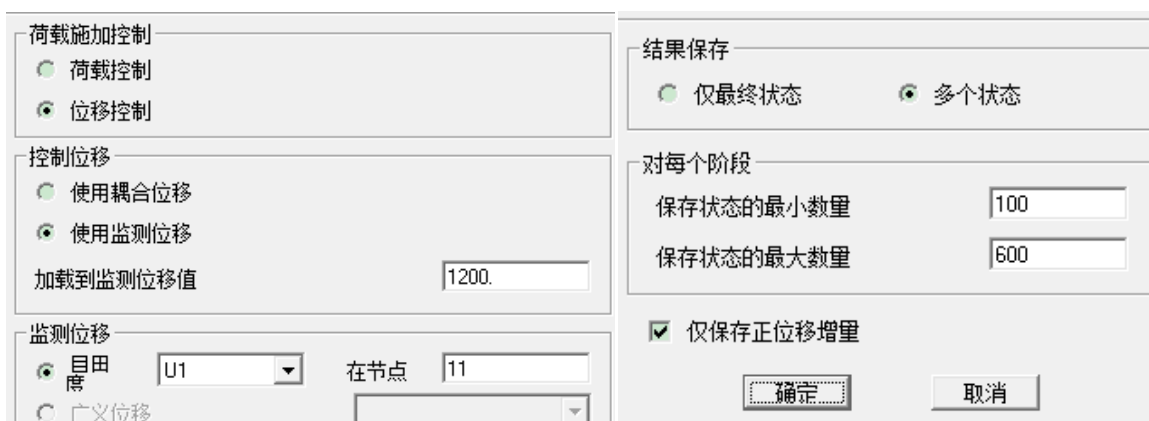 荷载施加控制
荷载控制
位移控制
控制位移
使用耦合位移
使用监测位移
加载到监测位移值 1200.
监测位移
U1 在节点 11
广义位移
结果保存
仅最终状态 多个状态
对每个阶段
保存状态的最小数量 100
保存状态的最大数量 600
仅保存正位移增量
确定 取消